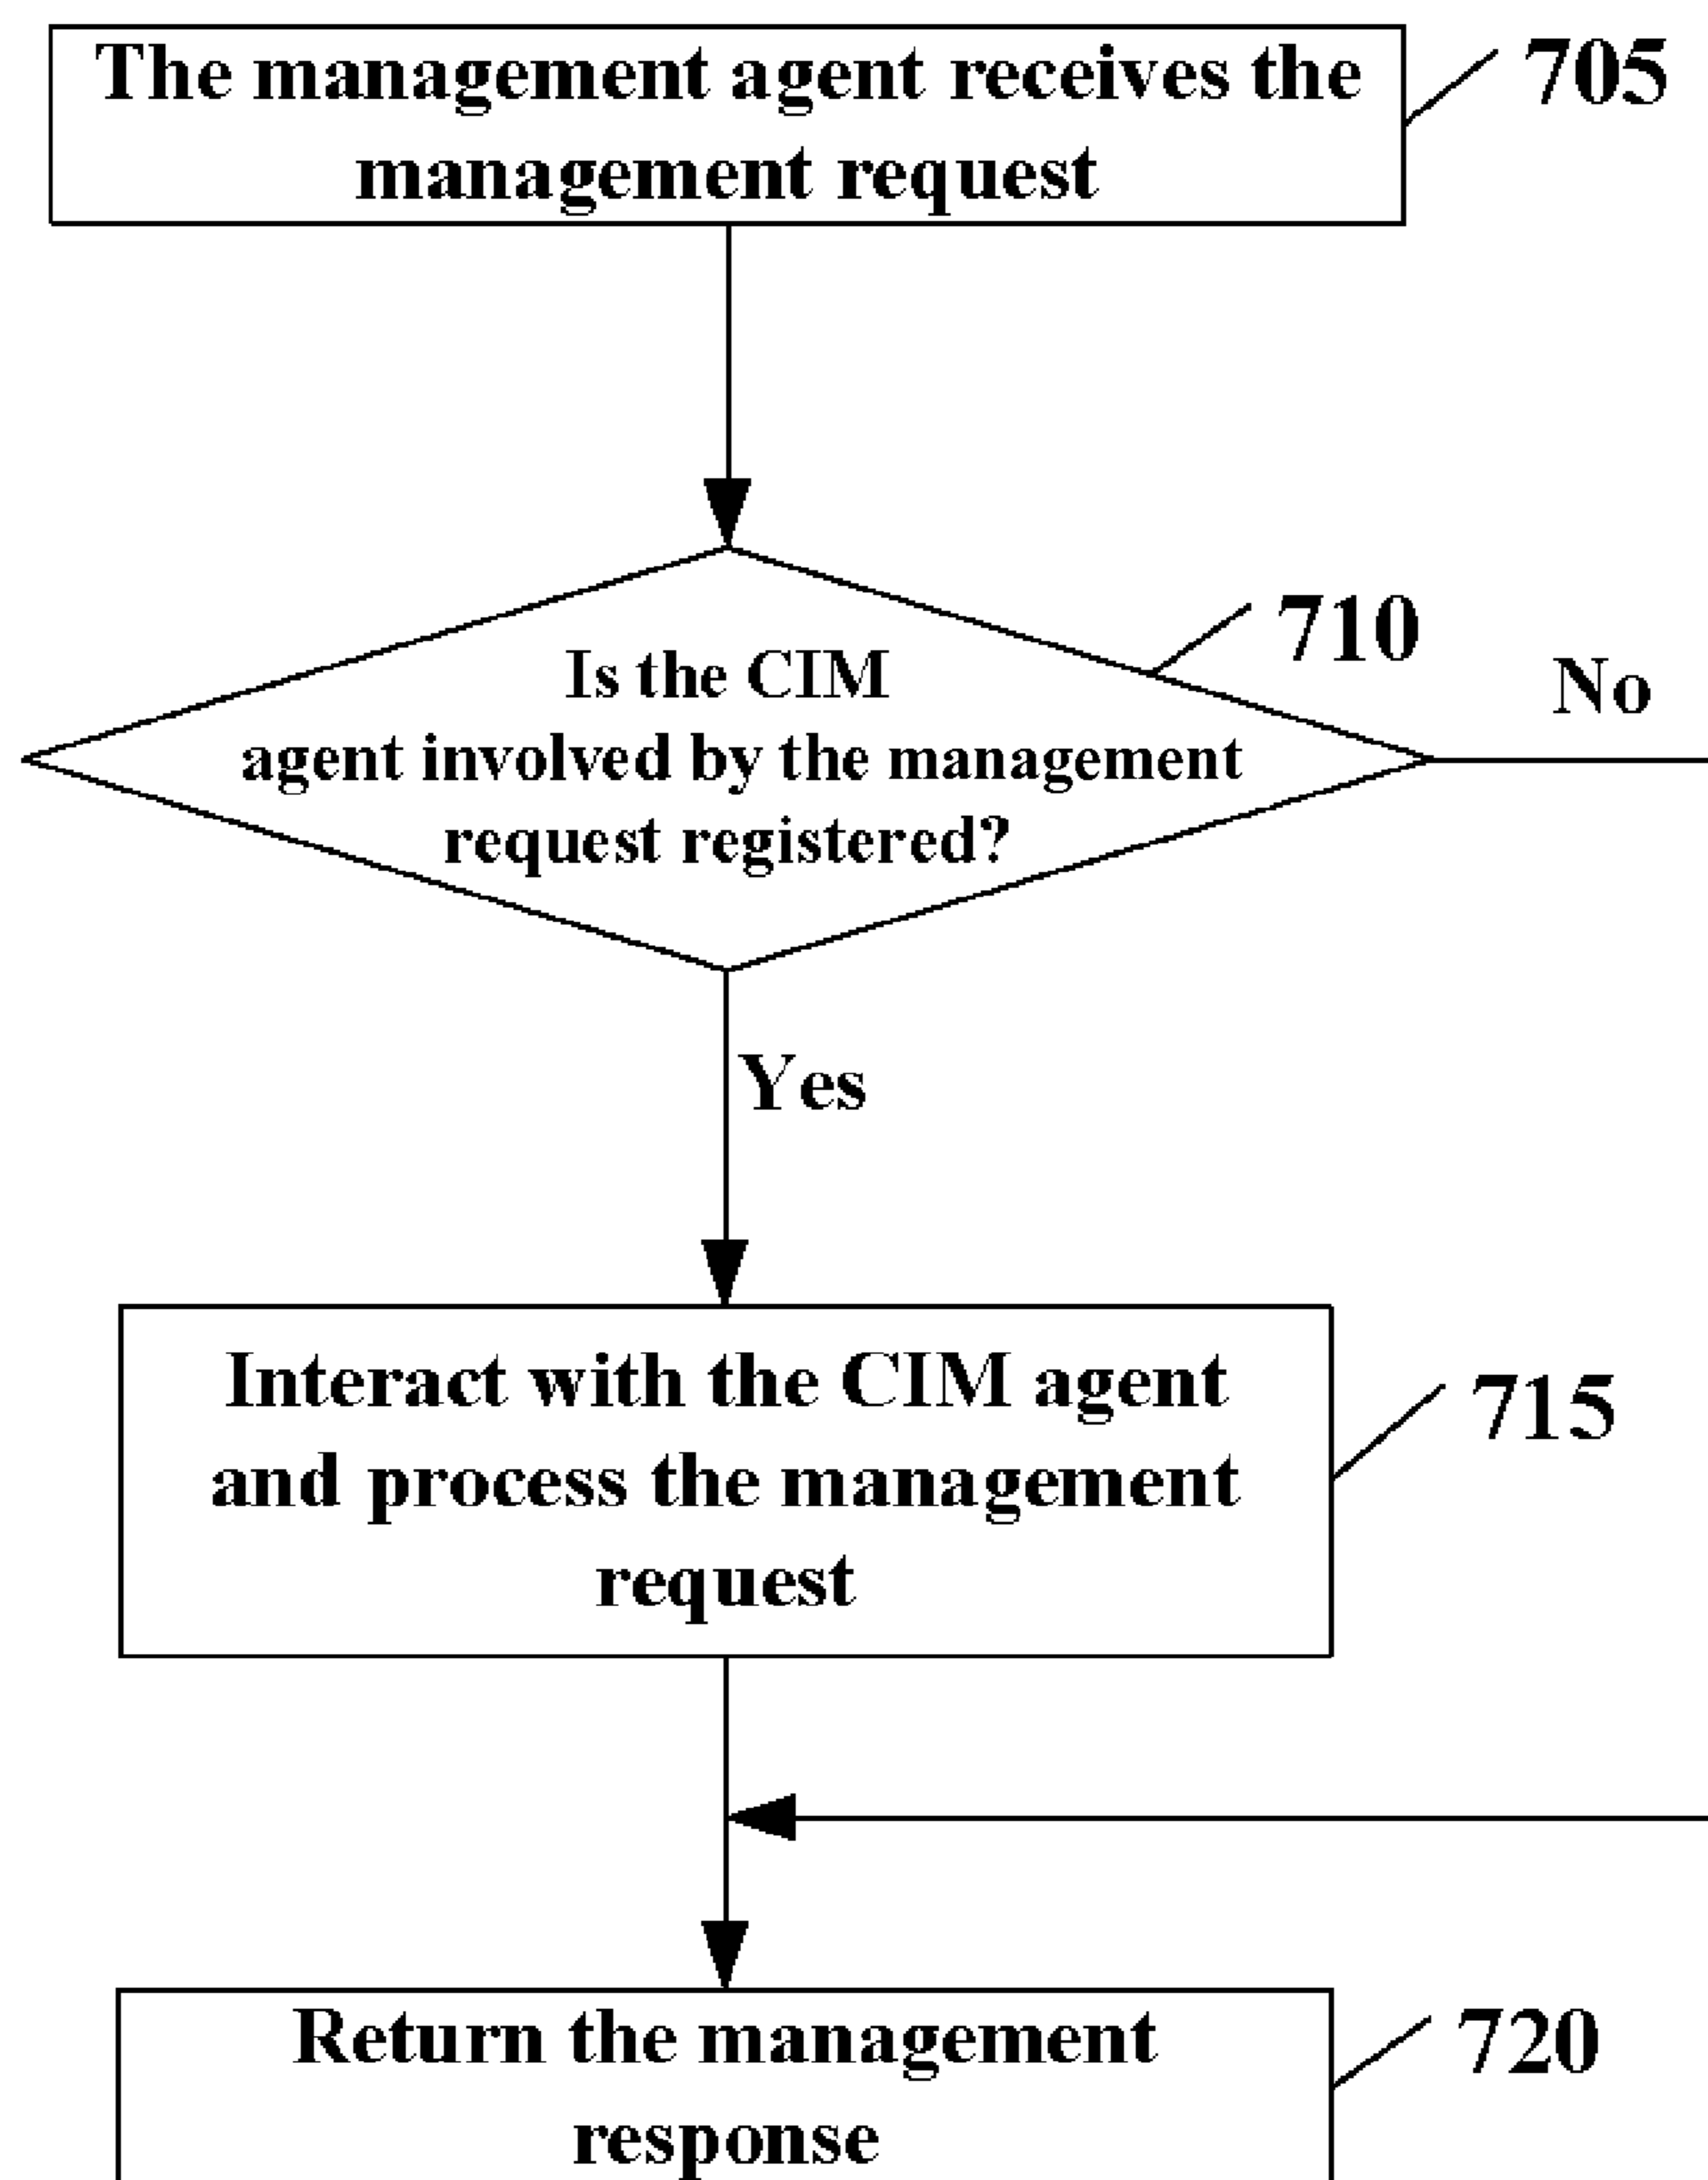 The management agent receives the
management request
705
710
No
Is the CIM
agent involved by the management
request registered?
Yes
Interact with the CIM agent
and process the management
request
715
Return the management
response
720